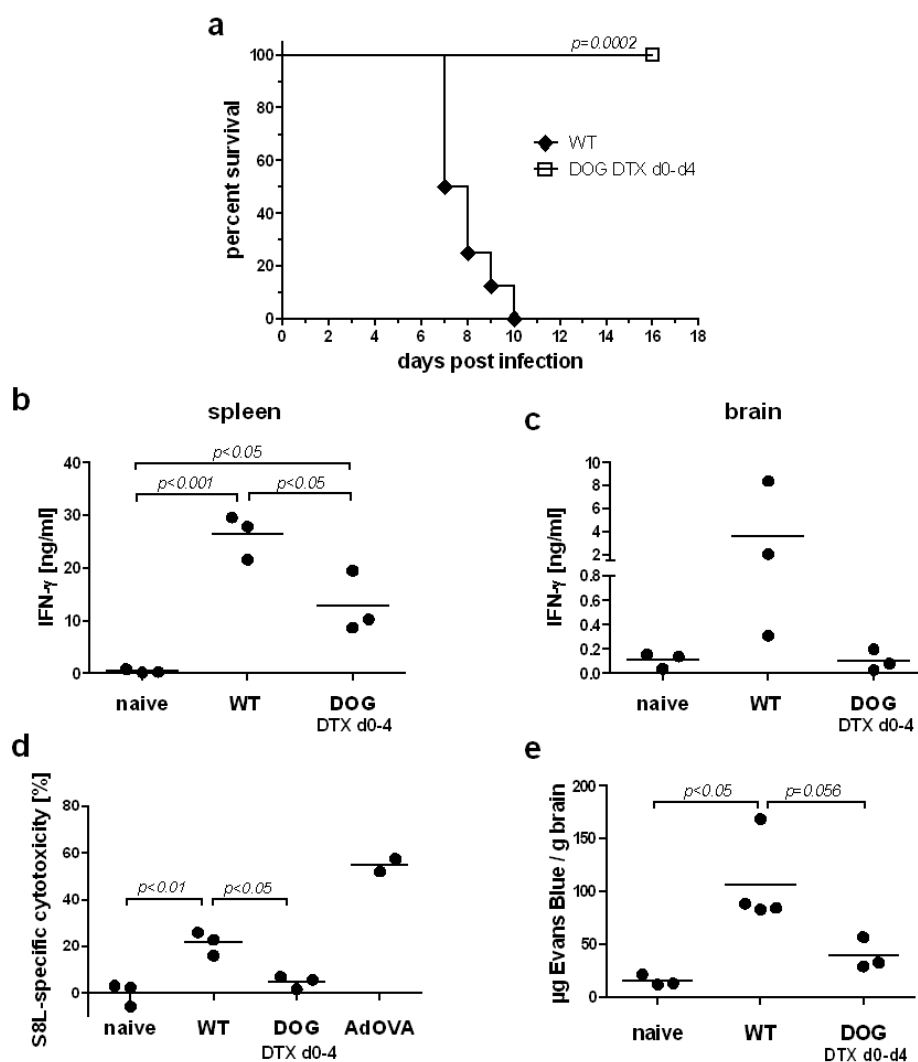 a
p=0.0002
100
80
60
40
20
0
percent survival
WT
DOG DTX d0-d4
0 2 4 6 8 10 12 14 16 18
days post infection
b
spleen
p<0.05
p<0.001
p<0.05
40
30
20
10
0
IFN-γ [ng/ml]
naive WT DOG
DTX d0-4
c
brain
10
8
6
4
2
0.6
0.4
0.2
0.0
IFN-γ [ng/ml]
naive WT DOG
DTX d0-4
d
p<0.01
p<0.05
80
60
40
20
0
S8L-specific cytotoxicity [%]
naive WT DOG AdOVA
DTX d0-4
e
p<0.05
p=0.056
200
150
100
50
0
µg Evans Blue / g brain
naive WT DOG
DTX d0-d4